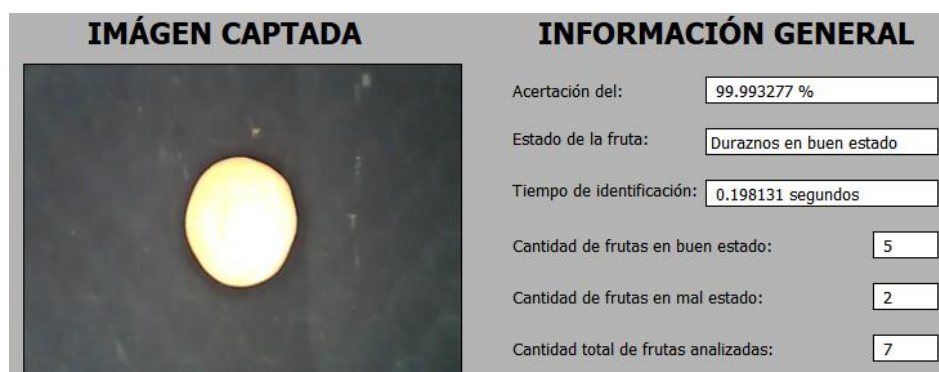 IMÁGEN CAPTADA
INFORMACIÓN GENERAL
Acertación del: 99.993277 %
Estado de la fruta: Duraznos en buen estado
Tiempo de identificación: 0.198131 segundos
Cantidad de frutas en buen estado: 5
Cantidad de frutas en mal estado: 2
Cantidad total de frutas analizadas: 7